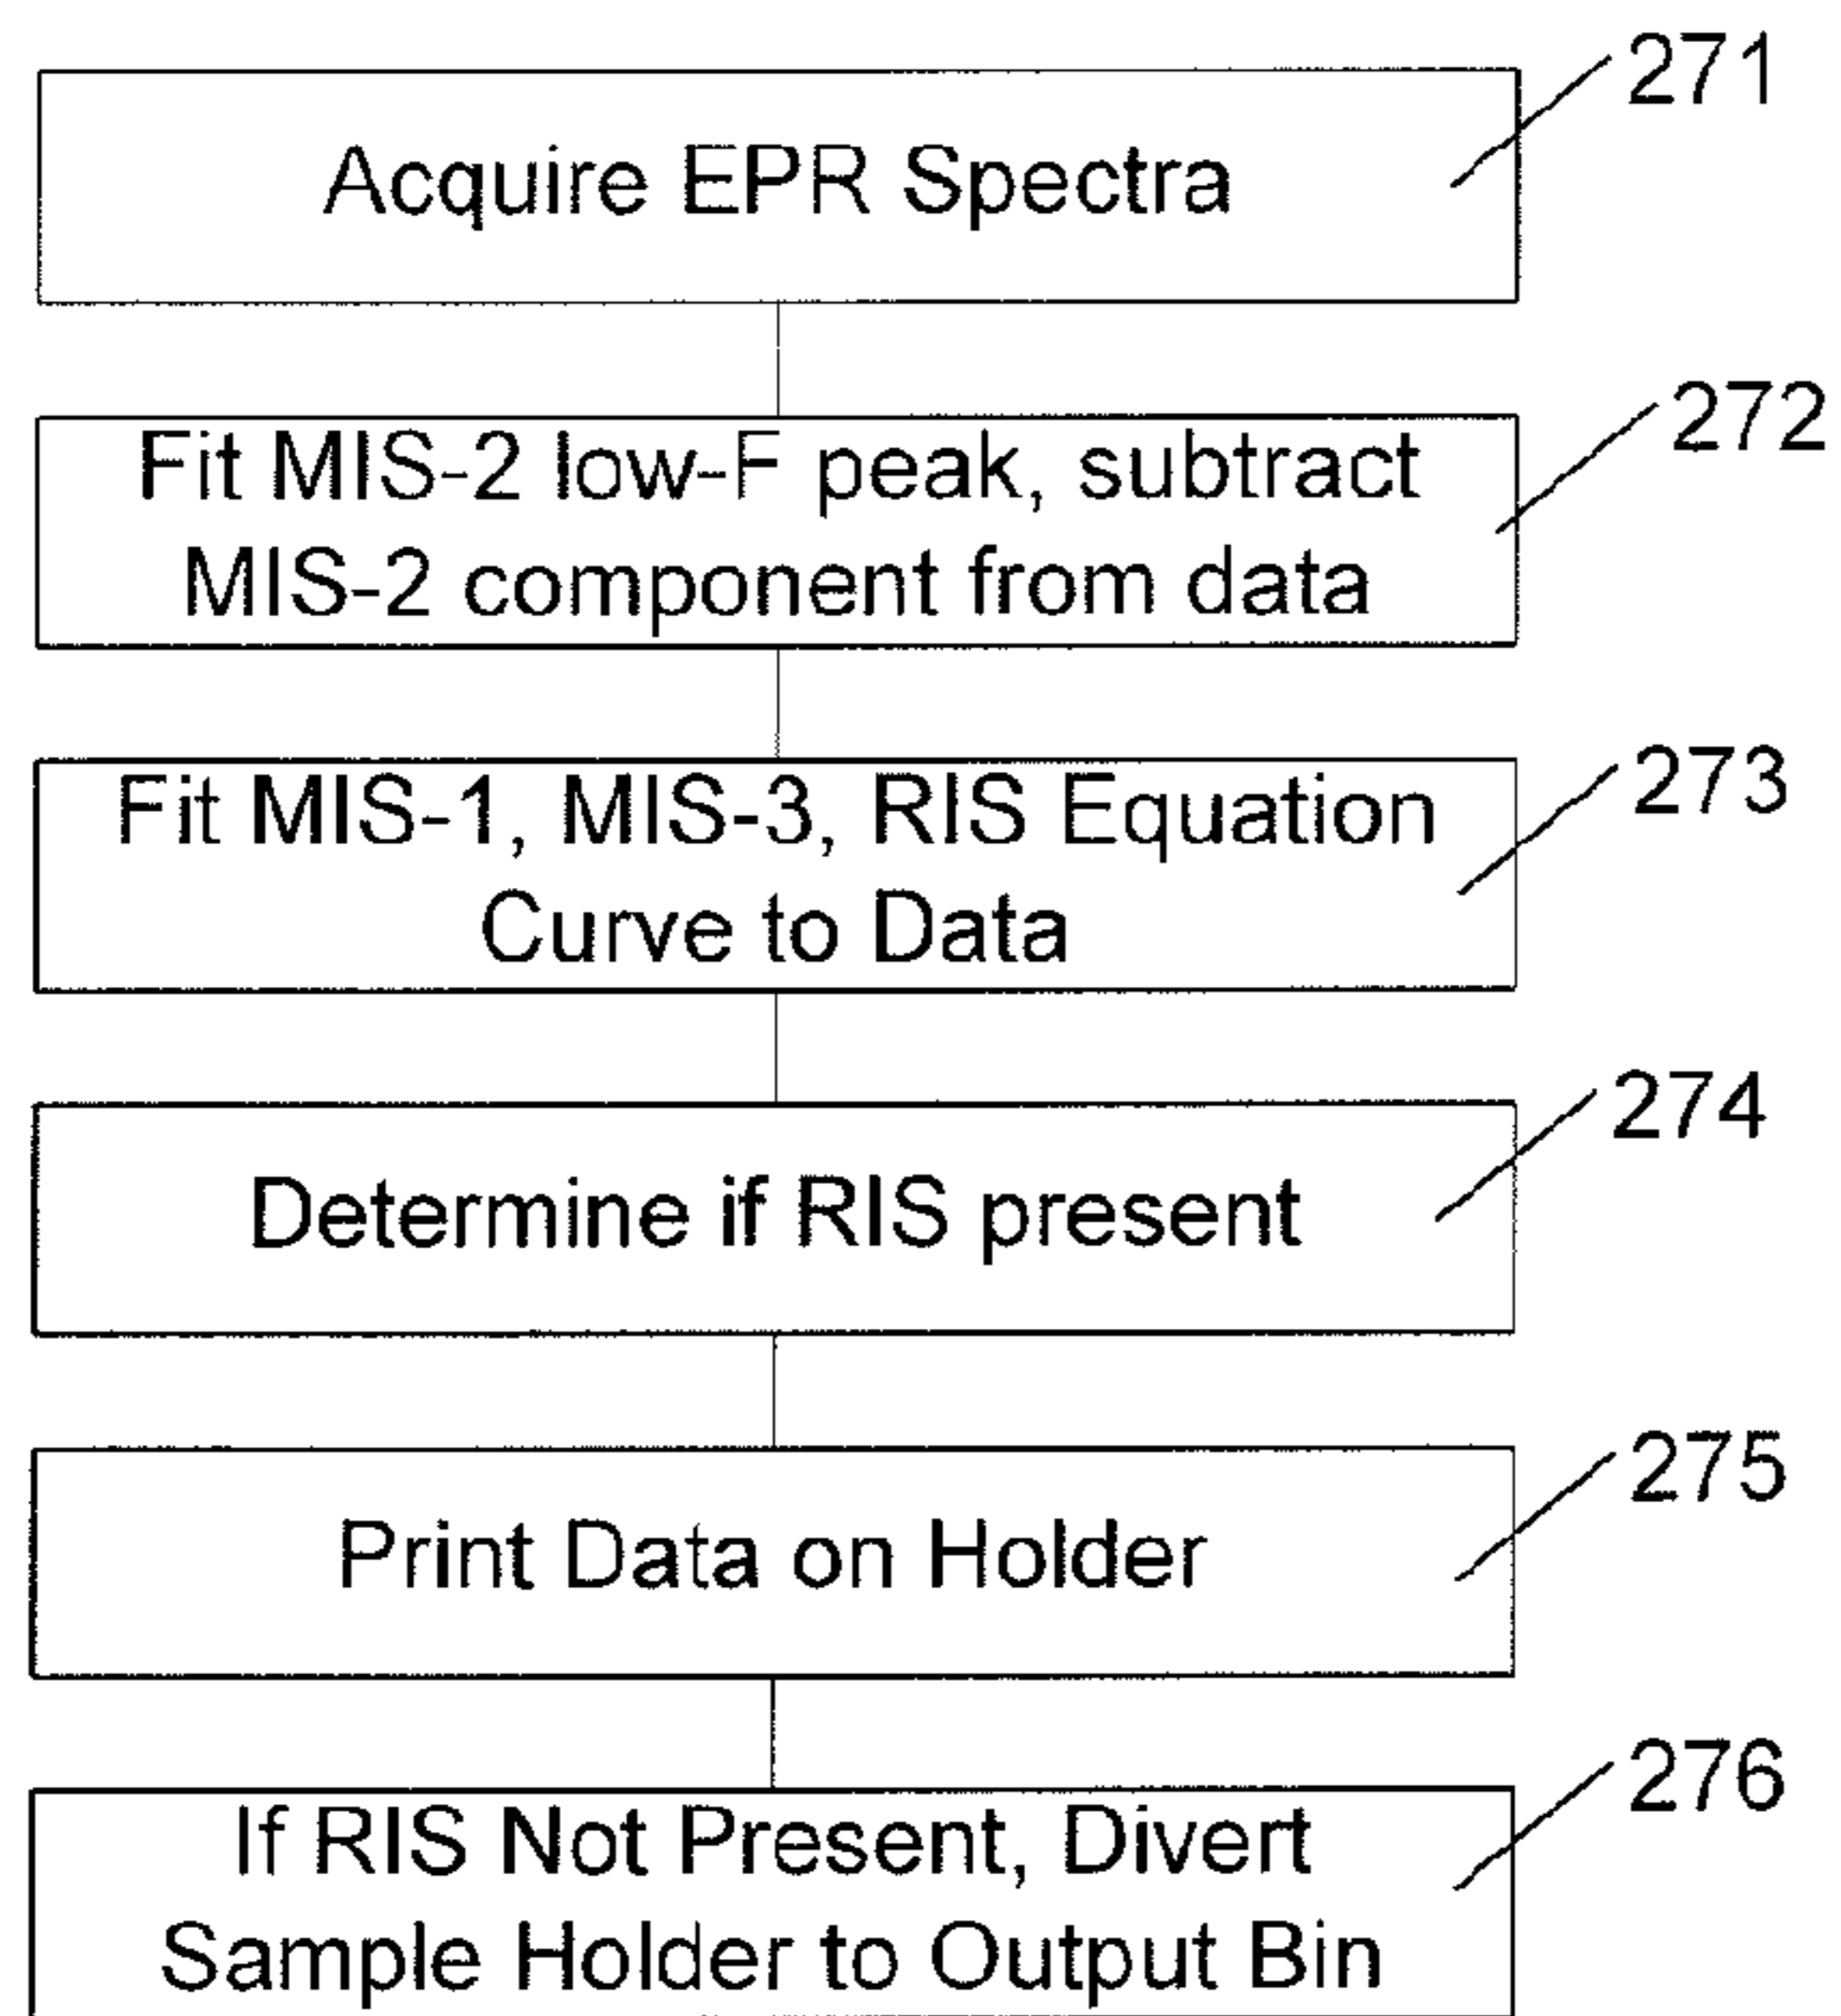 271
Acquire EPR Spectra
272
Fit MIS-2 low-F peak, subtract
MIS-2 component from data
273
Fit MIS-1, MIS-3, RIS Equation
Curve to Data
274
Determine if RIS present
275
Print Data on Holder
276
If RIS Not Present, Divert
Sample Holder to Output Bin